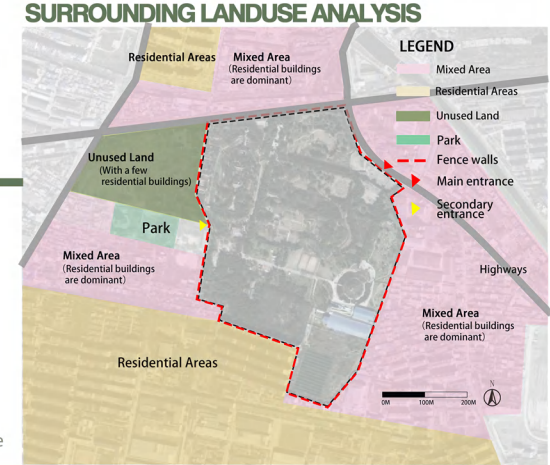 SURROUNDING LANDUSE ANALYSIS
Residential Areas
Mixed Area
(Residential buildings
are dominant)
LEGEND
Mixed Area
Residential Areas
Unused Land
Park
Fence walls
Main entrance
Secondary
entrance
Unused Land
(With a few
residential buildings)
Park
Mixed Area
(Residential buildings
are dominant)
Highways
Mixed Area
(Residential buildings
are dominant)
Residential Areas
N
0M 100M 200M
e